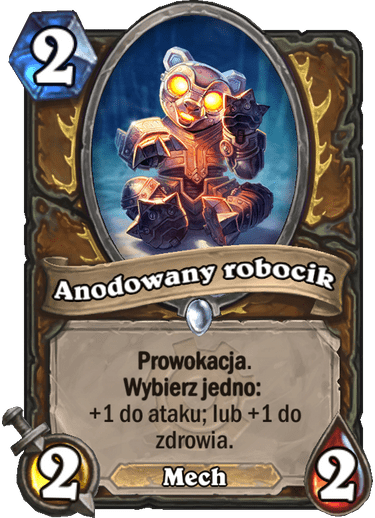 2
Anodowany robocik
Prowokacja.
Wybierz jedno:
+1 do ataku; lub +1 do
zdrowia.
2
Mech
2